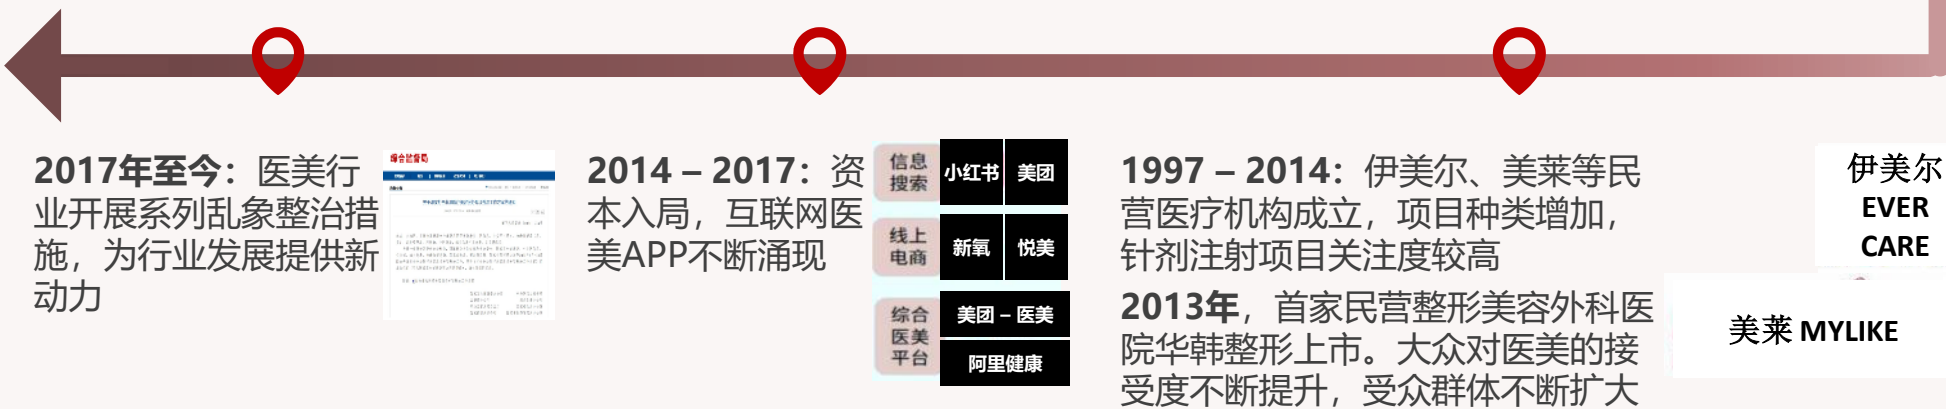 2017年至今：医美行
业开展系列乱象整治措
施，为行业发展提供新
动力
综合监督局
2014 – 2017：资
本入局，互联网医
美APP不断涌现
信息
搜索
小红书 美团
线上
电商
新氧 悦美
综合
医美
平台
美团 – 医美
阿里健康
1997 – 2014：伊美尔、美莱等民
营医疗机构成立，项目种类增加，
针剂注射项目关注度较高
2013年，首家民营整形美容外科医
院华韩整形上市。大众对医美的接
受度不断提升，受众群体不断扩大
伊美尔
EVER
CARE
美莱 MYLIKE